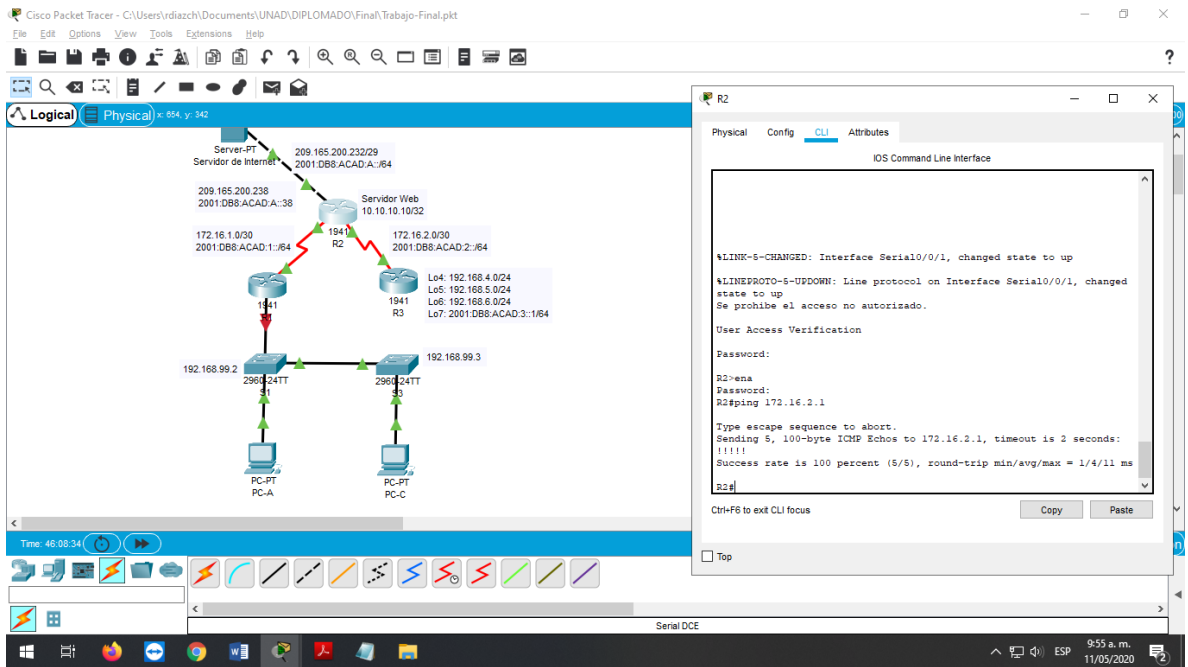 Cisco Packet Tracer - C:\Users\rdiazch\Documents\UNAD\DIPLOMADO\Final\Trabajo-Final.pkt
File Edit Options View Tools Extensions Help
?
Logical Physical x: 654, y: 342
Server-PT
Servidor de Internet
209.165.200.232/29
2001:DB8:ACAD:A::/64
209.165.200.238
2001:DB8:ACAD:A::38
Servidor Web
10.10.10.10/32
1941
R2
172.16.1.0/30
2001:DB8:ACAD:1::/64
172.16.2.0/30
2001:DB8:ACAD:2::/64
1941
1941
R3
Lo4: 192.168.4.0/24
Lo5: 192.168.5.0/24
Lo6: 192.168.6.0/24
Lo7: 2001:DB8:ACAD:3::1/64
192.168.99.2
2960-24TT
S1
192.168.99.3
2960-24TT
S3
PC-PT
PC-A
PC-PT
PC-C
R2
Physical Config CLI Attributes
IOS Command Line Interface
%LINK-5-CHANGED: Interface Serial0/0/1, changed state to up
%LINEPROTO-5-UPDOWN: Line protocol on Interface Serial0/0/1, changed
state to up
Se prohibe el acceso no autorizado.
User Access Verification
Password:
R2>ena
Password:
R2#ping 172.16.2.1
Type escape sequence to abort.
Sending 5, 100-byte ICMP Echos to 172.16.2.1, timeout is 2 seconds:
!!!!!
Success rate is 100 percent (5/5), round-trip min/avg/max = 1/4/11 ms
R2#
Ctrl+F6 to exit CLI focus
Copy Paste
Top
Time: 46:08:34
Serial DCE
ESP
9:55 a. m.
11/05/2020
2